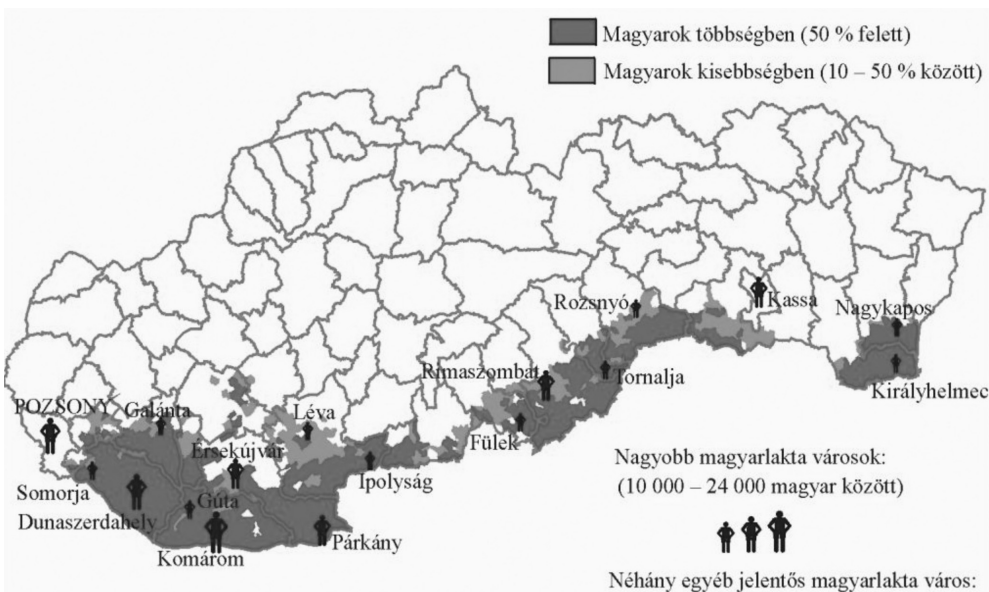 Magyarok többségben (50 % felett)
Magyarok kisebbségben (10 – 50 % között)
Rozsnyó
Kassa
Nagykapos
Rimaszombat
Tornalja
Királyhelmec
POZSONY
Galánta
Léva
Fülek
Érsekújvár
Ipolyság
Somorja
Gúta
Dunaszerdahely
Párkány
Komárom
Nagyobb magyarlakta városok:
(10 000 – 24 000 magyar között)
Néhány egyéb jelentős magyarlakta város: